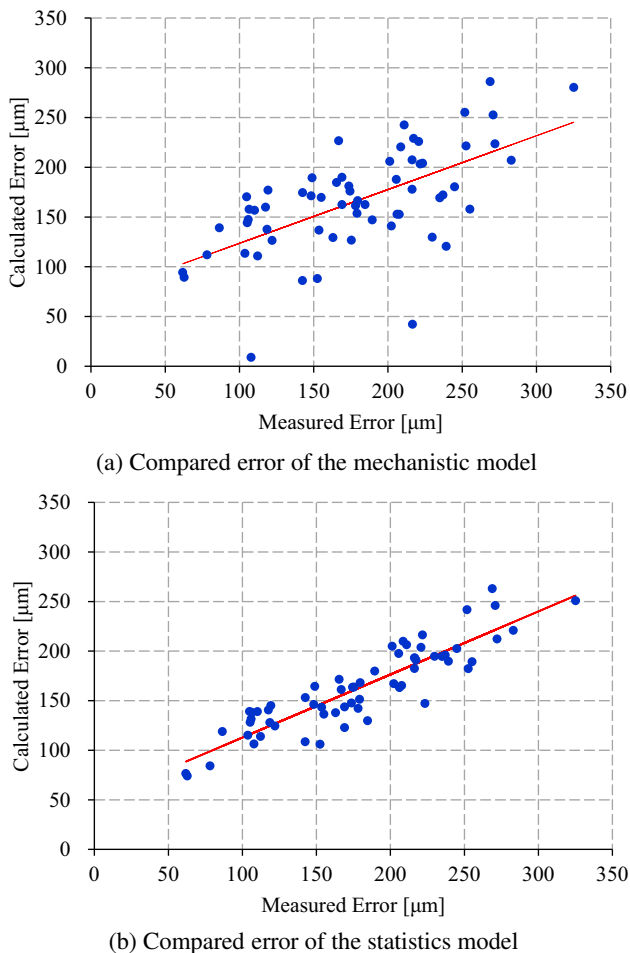 350
300
250
200
150
100
50
0
Calculated Error [μm]
0 50 100 150 200 250 300 350
Measured Error [μm]
(a) Compared error of the mechanistic model
350
300
250
200
150
100
50
0
Calculated Error [μm]
0 50 100 150 200 250 300 350
Measured Error [μm]
(b) Compared error of the statistics model